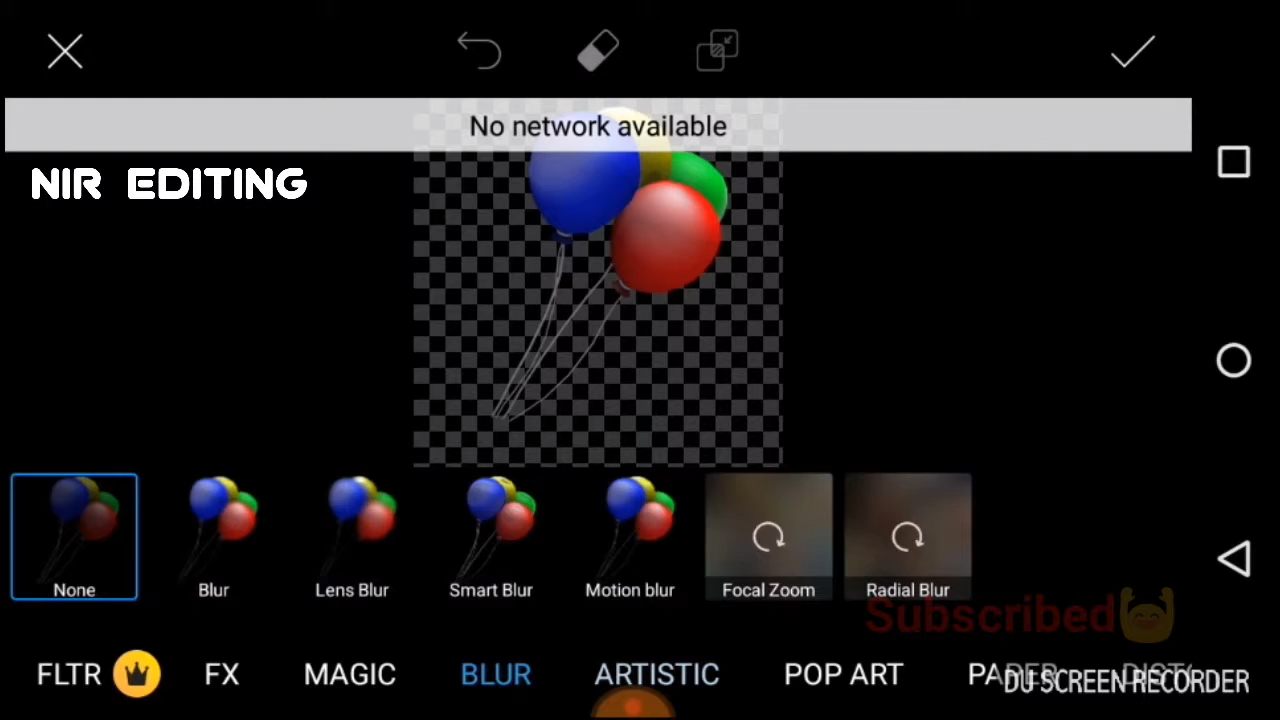 No network available
NIR EDITING
None
Blur
Lens Blur
Smart Blur
Motion blur
Focal Zoom
Radial Blur
Subscribed
FLTR
FX
MAGIC
BLUR
ARTISTIC
POP ART
DU SCREEN RECORDER